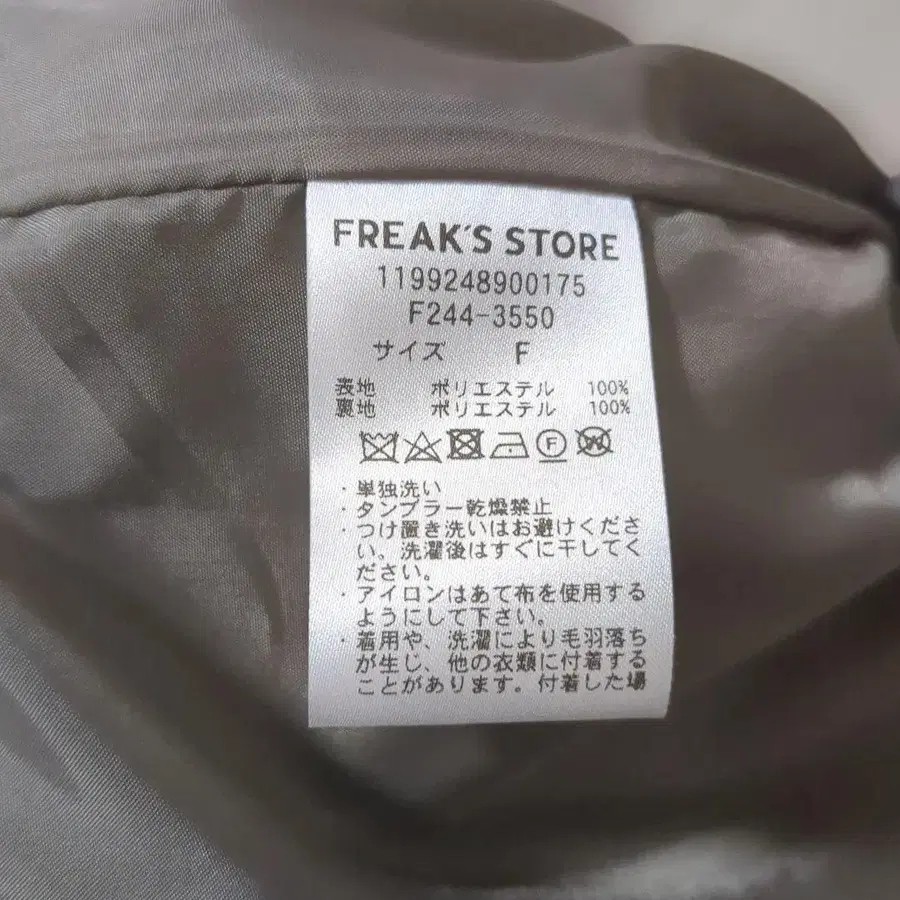 FREAK'S STORE
1199248900175
F244-3550
サイズ F
表地 ポリエステル 100%
裏地 ポリエステル 100%
F W
・単独洗い
・タンブラー乾燥禁止
・つけ置き洗いはお避けくださ
い。洗濯後はすぐに干してく
ださい。
・アイロンはあて布を使用する
ようにして下さい。
・着用や、洗濯により毛羽落ち
が生じ、他の衣類に付着する
ことがあります。付着した場